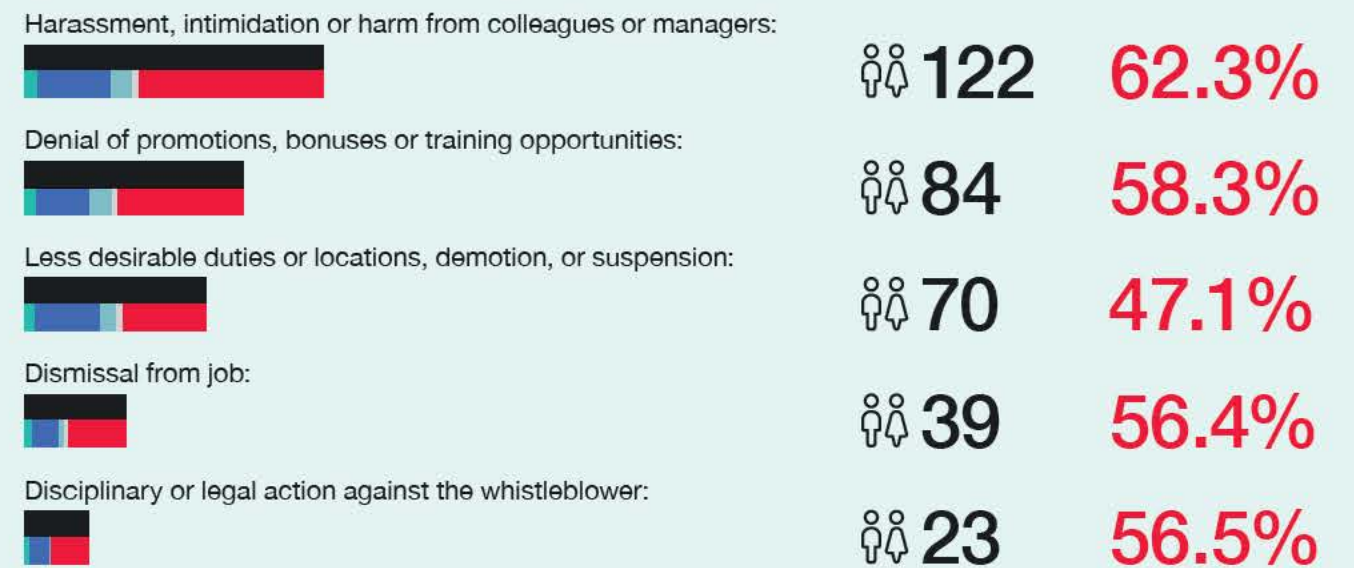 Harassment, intimidation or harm from colleagues or managers:
122 62.3%
Denial of promotions, bonuses or training opportunities:
84 58.3%
Less desirable duties or locations, demotion, or suspension:
70 47.1%
Dismissal from job:
39 56.4%
Disciplinary or legal action against the whistleblower:
23 56.5%